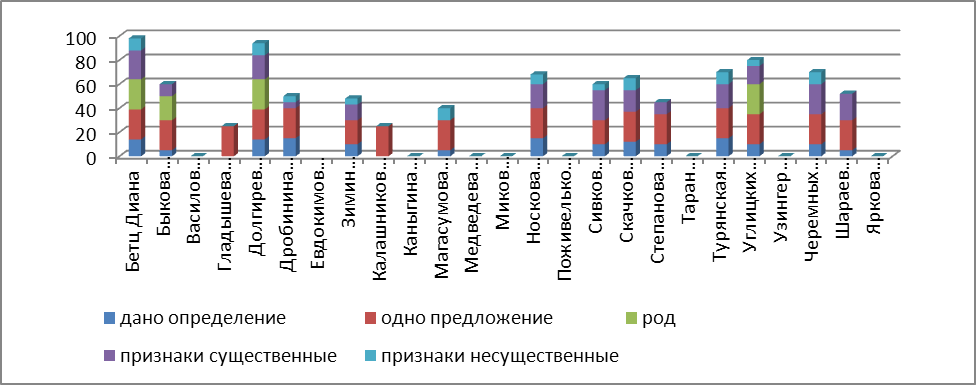 100
80
60
40
20
0
Бетц Диана
Быкова…
Василов…
Гладышева…
Долгирев…
Дробинина…
Евдокимов…
Зимин…
Калашников…
Каныгина…
Магасумова…
Медведева…
Миков…
Носкова…
Поживелько…
Сивков…
Скачков…
Степанова…
Таран…
Турянская…
Углицких…
Узингер…
Черемных…
Шараев…
Яркова…
дано определение
одно предложение
род
признаки существенные
признаки несущественные